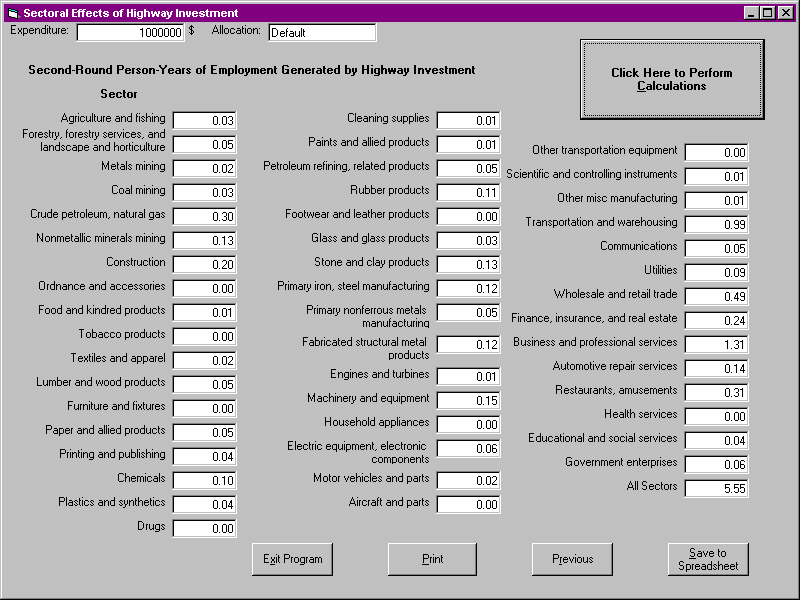 Sectoral Effects of Highway Investment
Expenditure: 1000000 $ Allocation: Default
Second-Round Person-Years of Employment Generated by Highway Investment
Click Here to Perform
Calculations
Sector
Agriculture and fishing 0.03
Forestry, forestry services, and
landscape and horticulture 0.05
Metals mining 0.02
Coal mining 0.03
Crude petroleum, natural gas 0.30
Nonmetallic minerals mining 0.13
Construction 0.20
Ordnance and accessories 0.00
Food and kindred products 0.01
Tobacco products 0.00
Textiles and apparel 0.02
Lumber and wood products 0.05
Furniture and fixtures 0.00
Paper and allied products 0.05
Printing and publishing 0.04
Chemicals 0.10
Plastics and synthetics 0.04
Drugs 0.00
Cleaning supplies 0.01
Paints and allied products 0.01
Petroleum refining, related products 0.05
Rubber products 0.11
Footwear and leather products 0.00
Glass and glass products 0.03
Stone and clay products 0.13
Primary iron, steel manufacturing 0.12
Primary nonferrous metals 0.05
manufacturing
Fabricated structural metal 0.12
products
Engines and turbines 0.01
Machinery and equipment 0.15
Household appliances 0.00
Electric equipment, electronic 0.06
components
Motor vehicles and parts 0.02
Aircraft and parts 0.00
Other transportation equipment 0.00
Scientific and controlling instruments 0.01
Other misc manufacturing 0.01
Transportation and warehousing 0.99
Communications 0.05
Utilities 0.09
Wholesale and retail trade 0.49
Finance, insurance, and real estate 0.24
Business and professional services 1.31
Automotive repair services 0.14
Restaurants, amusements 0.31
Health services 0.00
Educational and social services 0.04
Government enterprises 0.06
All Sectors 5.55
Exit Program
Print
Previous
Save to
Spreadsheet